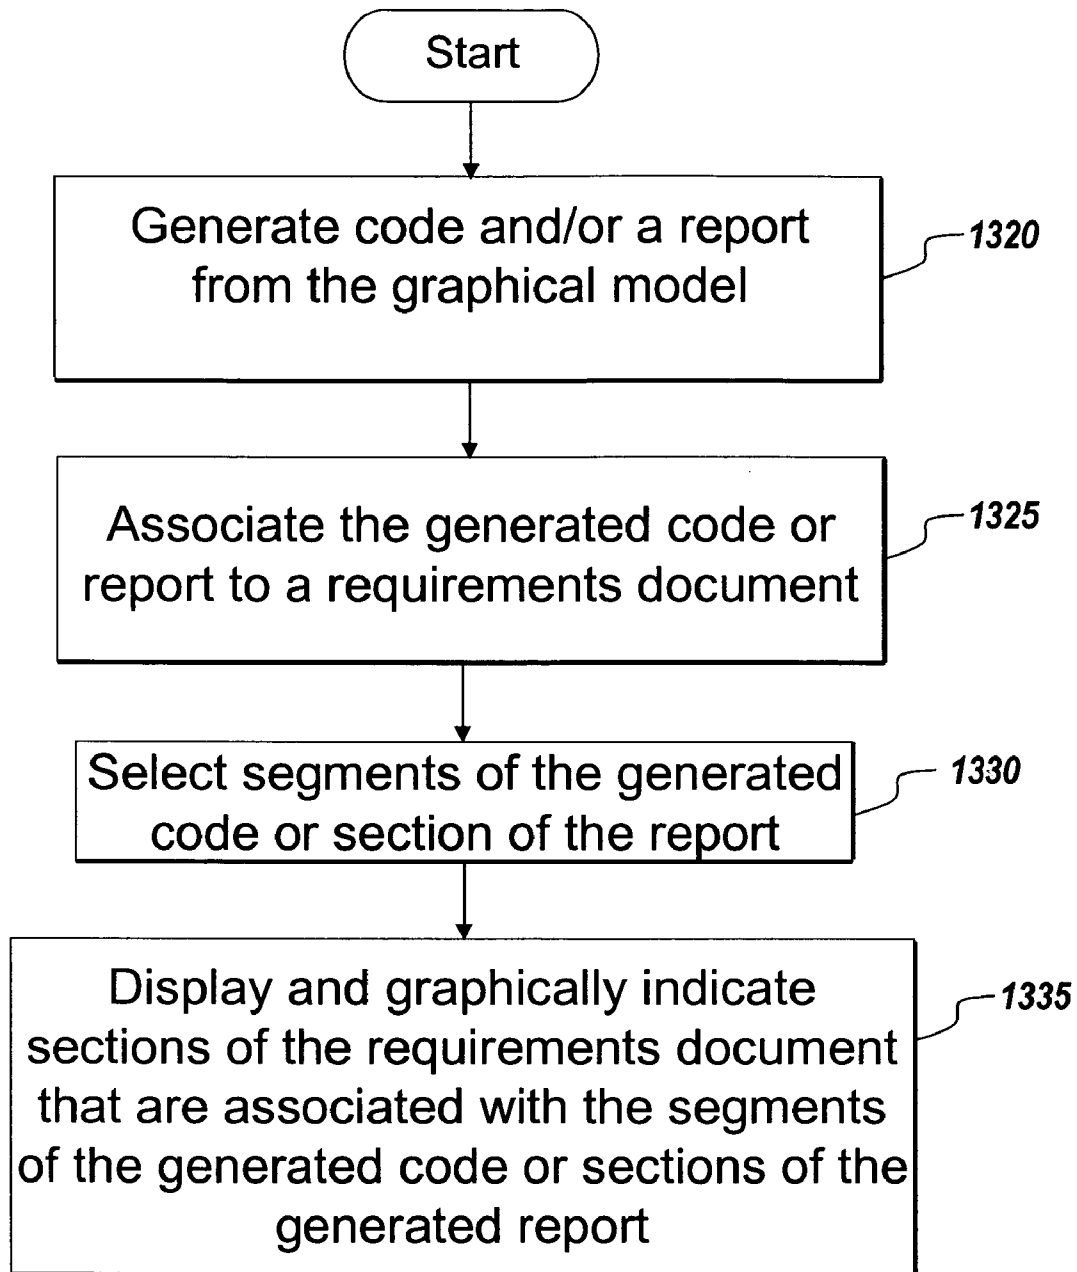 Start
Generate code and/or a report
from the graphical model
1320
Associate the generated code or
report to a requirements document
1325
Select segments of the generated
code or section of the report
1330
Display and graphically indicate
sections of the requirements document
that are associated with the segments
of the generated code or sections of the
generated report
1335